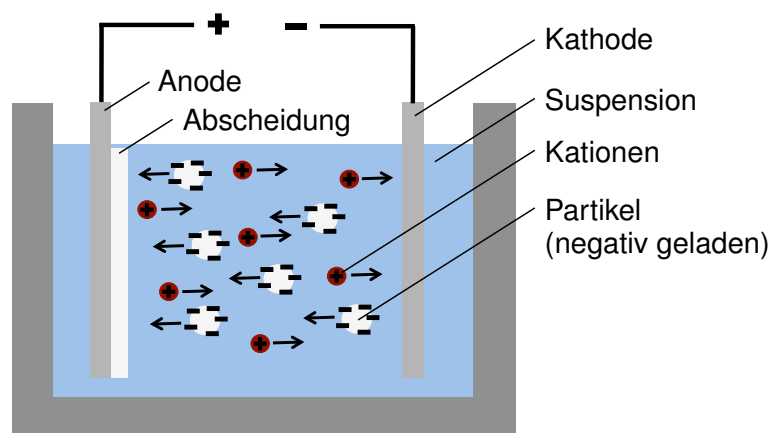 + -
Kathode
Anode
Suspension
Abscheidung
Kationen
Partikel
(negativ geladen)